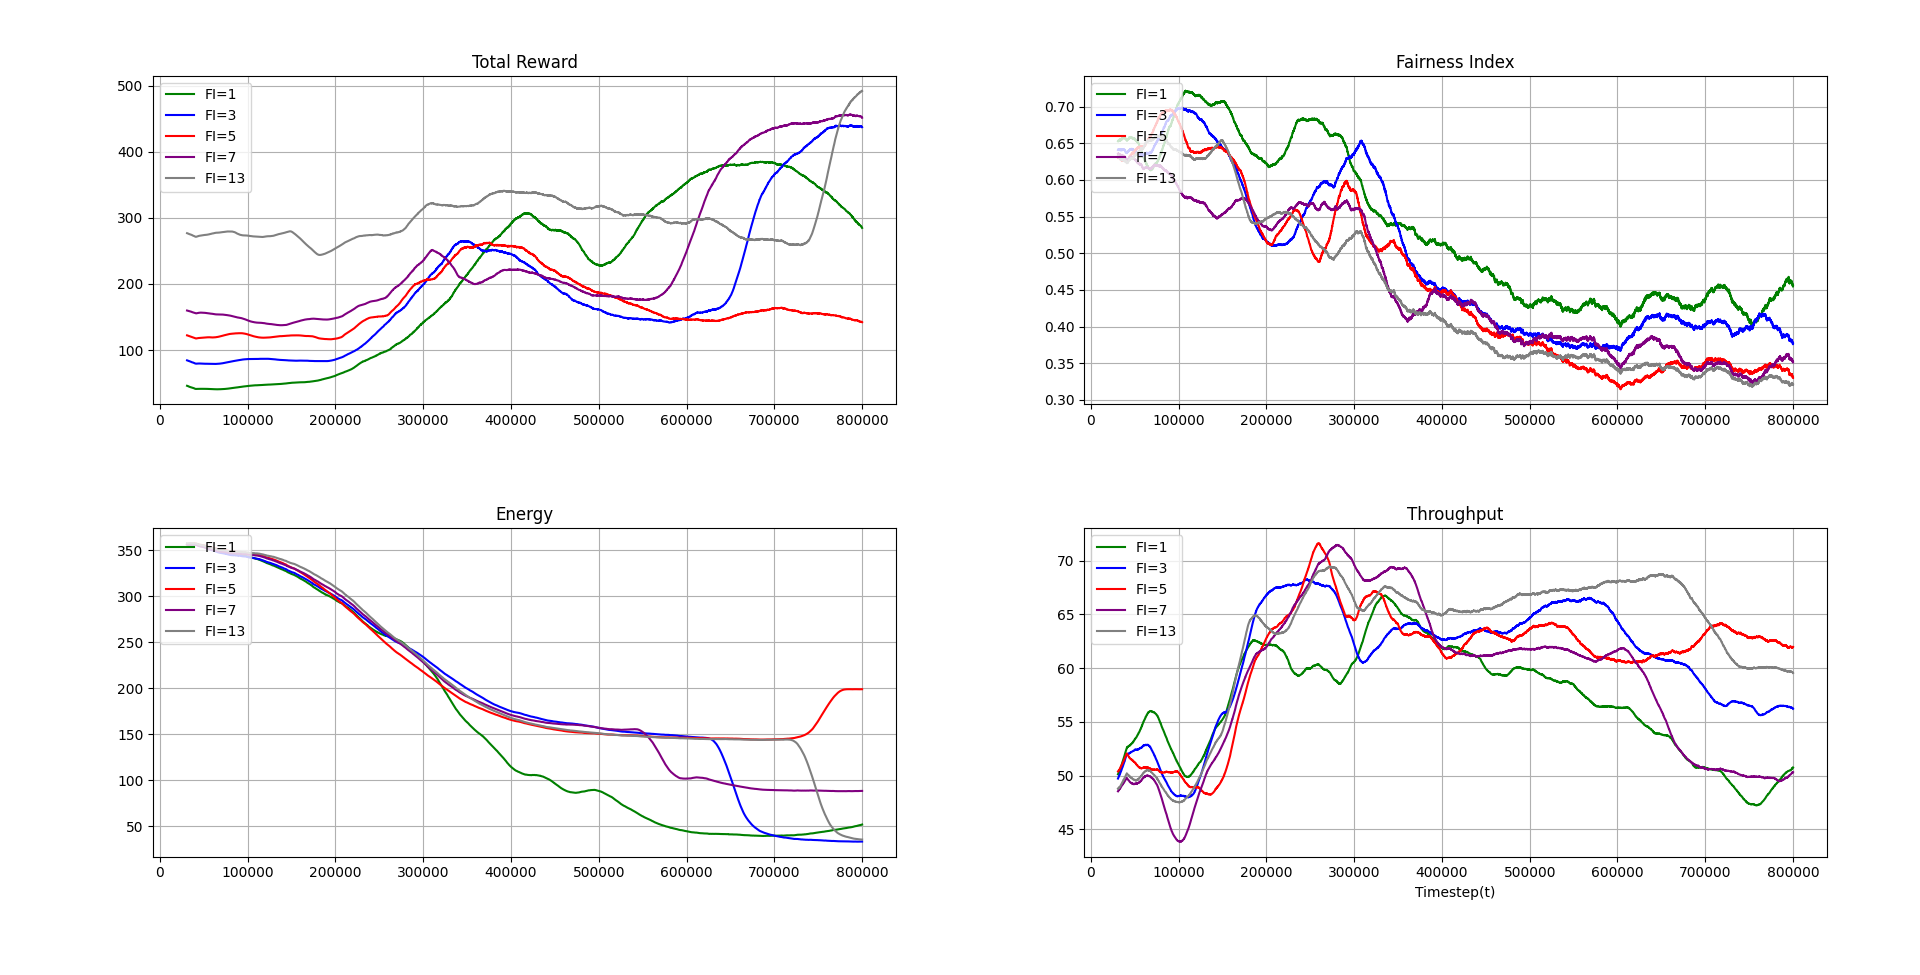 Total Reward
500
400
300
200
100
FI=1
FI=3
FI=5
FI=7
FI=13
0 100000 200000 300000 400000 500000 600000 700000 800000
Fairness Index
0.70
0.65
0.60
0.55
0.50
0.45
0.40
0.35
0.30
FI=1
FI=3
FI=5
FI=7
FI=13
0 100000 200000 300000 400000 500000 600000 700000 800000
Energy
350
300
250
200
150
100
50
FI=1
FI=3
FI=5
FI=7
FI=13
0 100000 200000 300000 400000 500000 600000 700000 800000
Throughput
70
65
60
55
50
45
FI=1
FI=3
FI=5
FI=7
FI=13
0 100000 200000 300000 400000 500000 600000 700000 800000
Timestep(t)